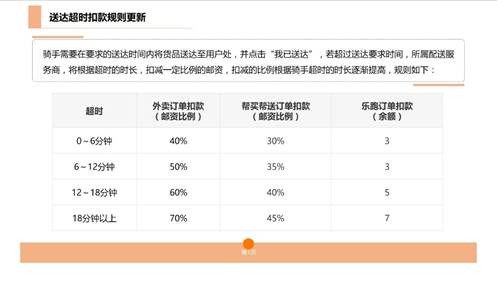 送达超时扣款规则更新
骑手需要在要求的送达时间内将货品送达至用户处，并点击“我已送达”，若超过送达要求时间，所属配送服
务商，将根据超时的时长，扣减一定比例的邮资，扣减的比例根据骑手超时的时长逐渐提高，规则如下：
超时 外卖订单扣款（邮资比例） 帮买帮送订单扣款（邮资比例） 乐跑订单扣款（余额）
0～6分钟 40% 30% 3
6～12分钟 50% 35% 3
12～18分钟 60% 40% 5
18分钟以上 70% 45% 7